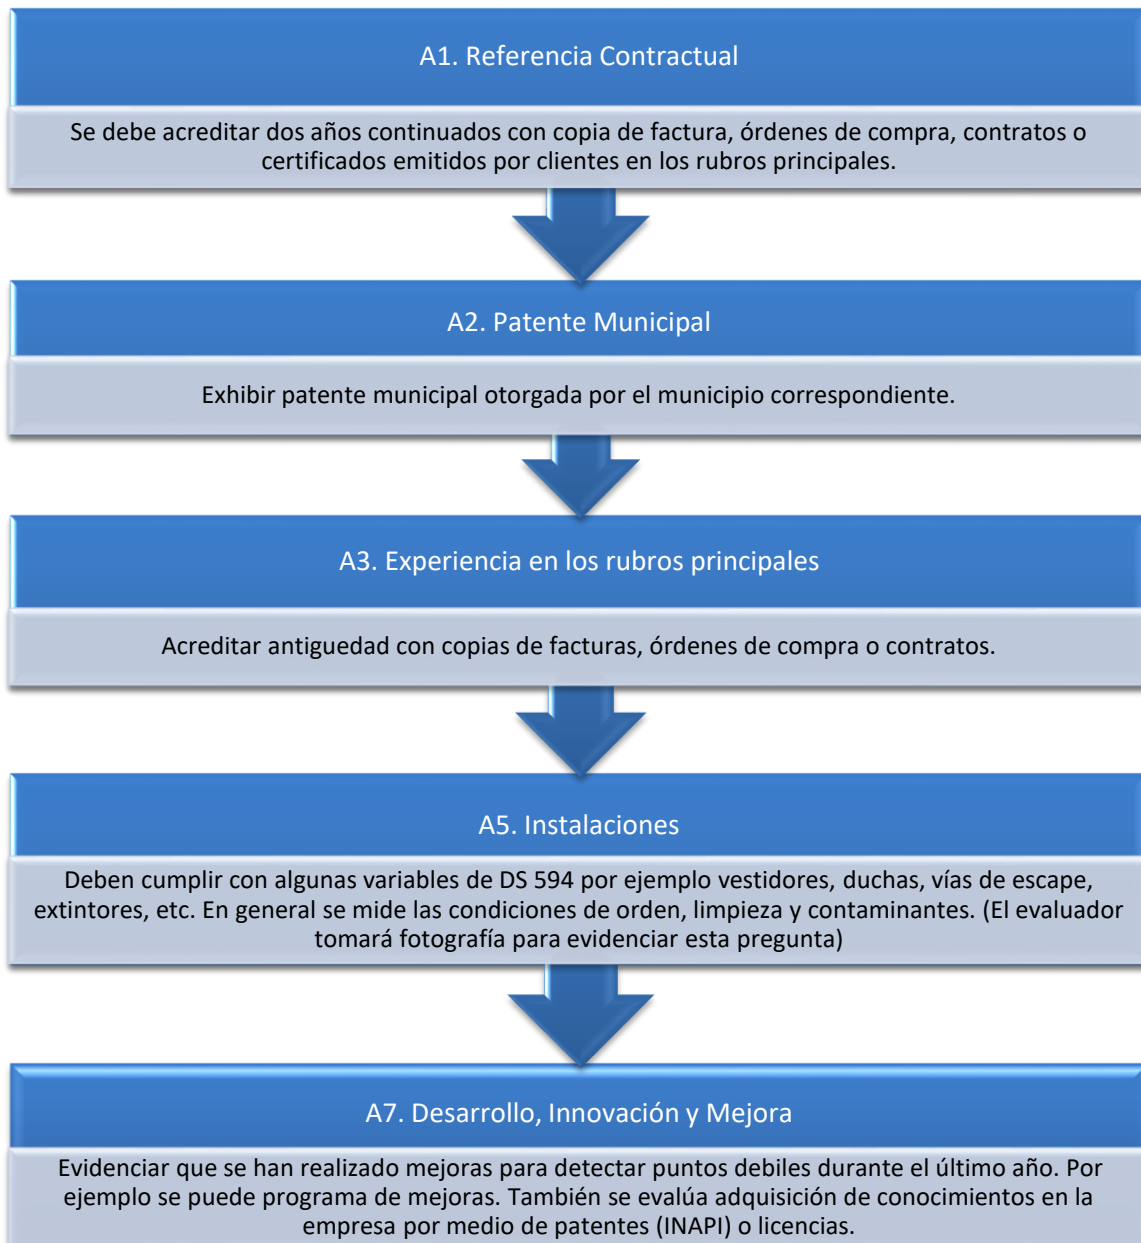 A1. Referencia Contractual
Se debe acreditar dos años continuados con copia de factura, órdenes de compra, contratos o
certificados emitidos por clientes en los rubros principales.
A2. Patente Municipal
Exhibir patente municipal otorgada por el municipio correspondiente.
A3. Experiencia en los rubros principales
Acreditar antiguedad con copias de facturas, órdenes de compra o contratos.
A5. Instalaciones
Deben cumplir con algunas variables de DS 594 por ejemplo vestidores, duchas, vías de escape,
extintores, etc. En general se mide las condiciones de orden, limpieza y contaminantes. (El evaluador
tomará fotografía para evidenciar esta pregunta)
A7. Desarrollo, Innovación y Mejora
Evidenciar que se han realizado mejoras para detectar puntos debiles durante el último año. Por
ejemplo se puede programa de mejoras. También se evalúa adquisición de conocimientos en la
empresa por medio de patentes (INAPI) o licencias.